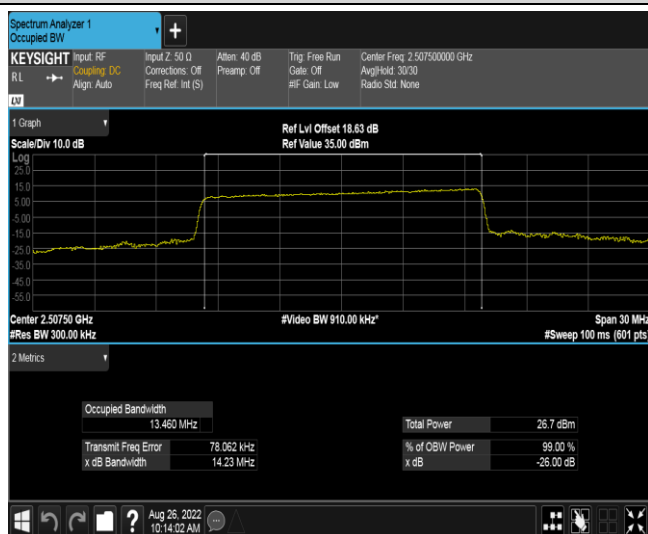 Spectrum Analyzer 1
Occupied BW
KEYSIGHT
R L
LXI
Input: RF
Coupling: DC
Align: Auto
Input Z: 50 Ω
Corrections: Off
Freq Ref: Int (S)
Atten: 40 dB
Preamp: Off
Trig: Free Run
Gate: Off
#IF Gain: Low
Center Freq: 2.507500000 GHz
Avg|Hold: 30/30
Radio Std: None
1 Graph
Scale/Div 10.0 dB
Ref Lvl Offset 18.63 dB
Ref Value 35.00 dBm
Log
25.0
15.0
5.00
-5.00
-15.0
-25.0
-35.0
-45.0
-55.0
Center 2.50750 GHz
#Res BW 300.00 kHz
#Video BW 910.00 kHz*
Span 30 MHz
#Sweep 100 ms (601 pts)
2 Metrics
Occupied Bandwidth
13.460 MHz
Transmit Freq Error 78.062 kHz
x dB Bandwidth 14.23 MHz
Total Power 26.7 dBm
% of OBW Power 99.00 %
x dB -26.00 dB
?
Aug 26, 2022
10:14:02 AM